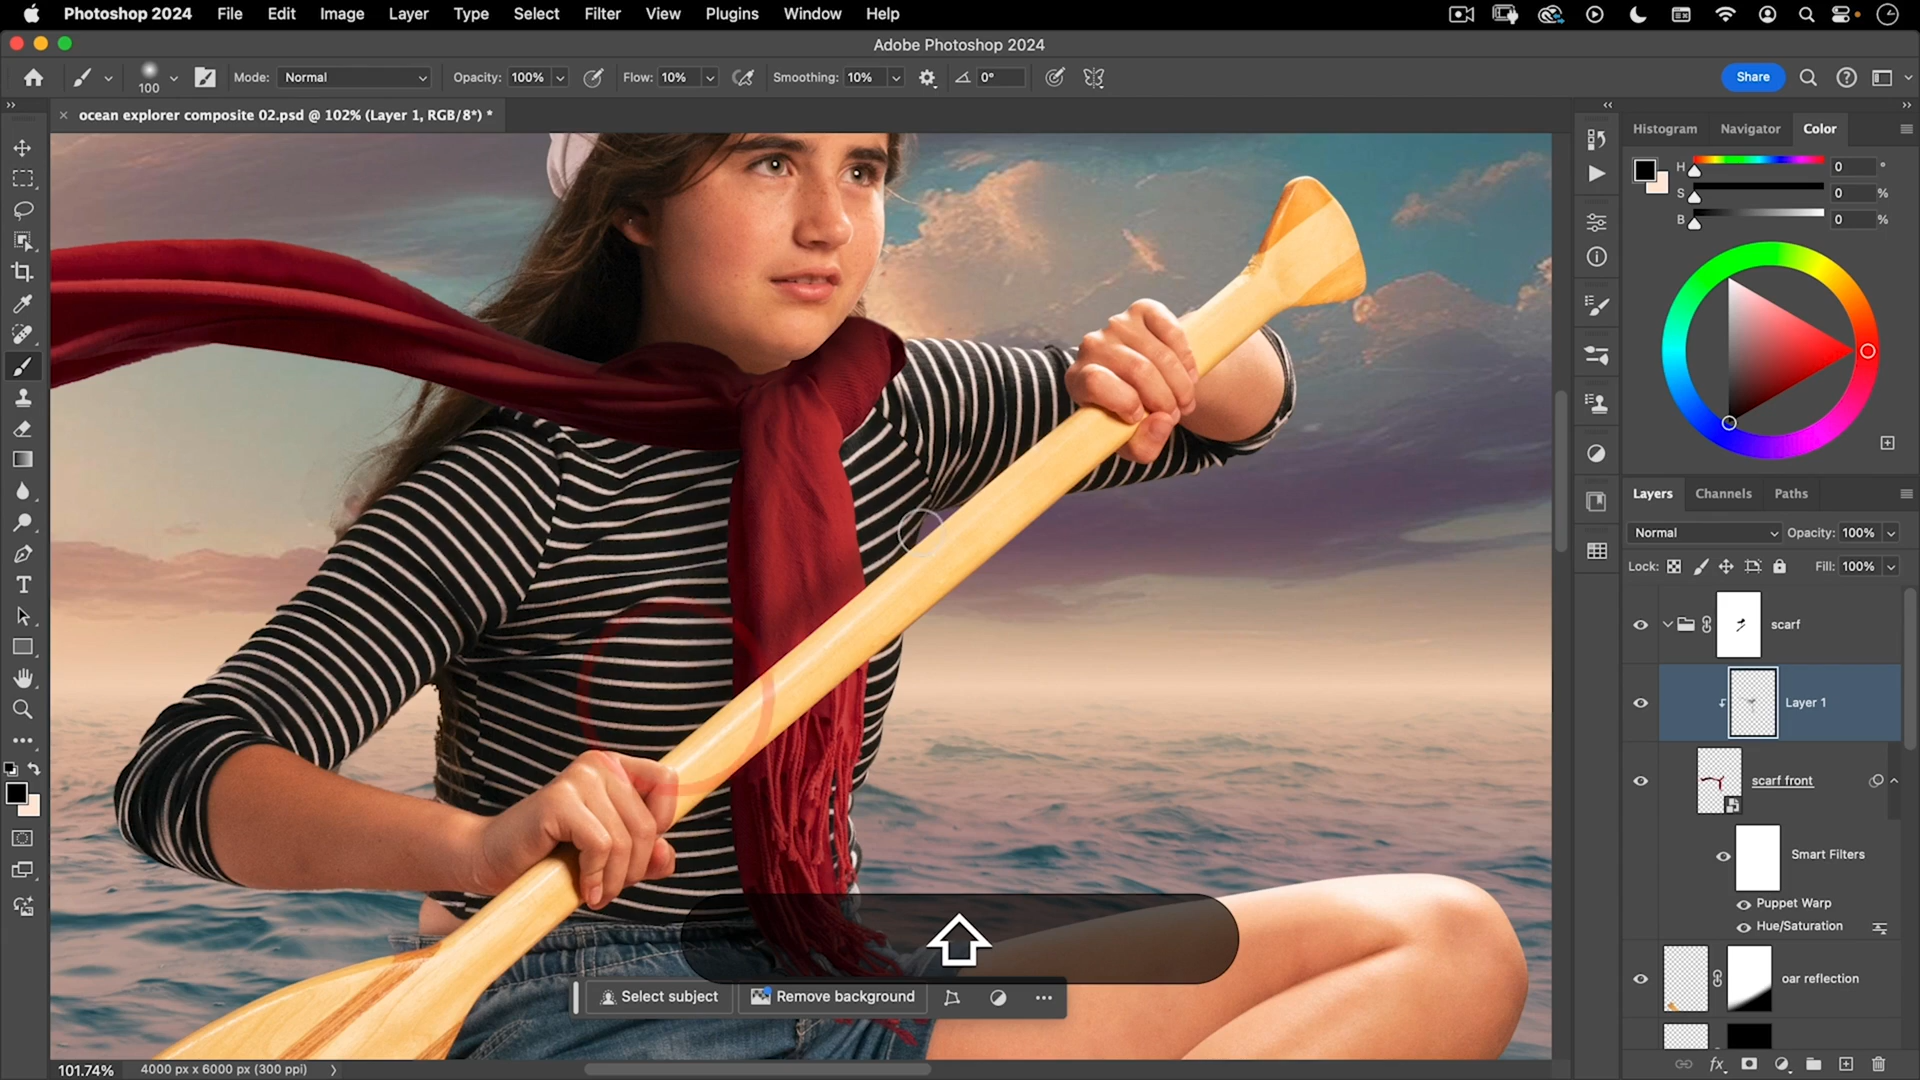 Photoshop 2024 File Edit Image Layer Type Select Filter View Plugins Window Help
Adobe Photoshop 2024
100 Mode: Normal Opacity: 100% Flow: 10% Smoothing: 10% 0° Share
ocean explorer composite 02.psd @ 102% (Layer 1, RGB/8*) *
Histogram Navigator Color
H 0 °
S 0 %
B 0 %
Layers Channels Paths
Normal Opacity: 100%
Lock: Fill: 100%
scarf
Layer 1
scarf front
Smart Filters
Puppet Warp
Hue/Saturation
oar reflection
Select subject Remove background
101.74% 4000 px x 6000 px (300 ppi)